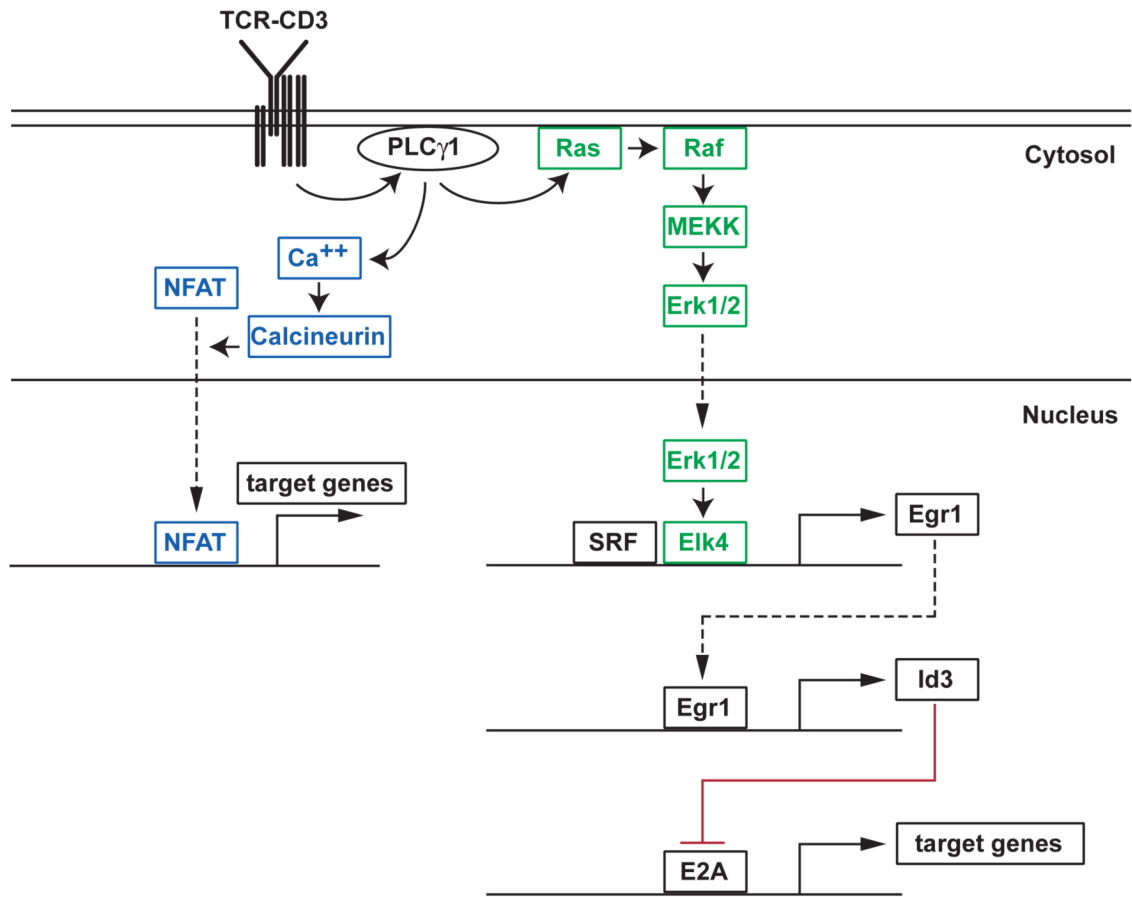 TCR-CD3
PLCγ1
Ras
Raf
Cytosol
MEKK
Ca++
NFAT
Erk1/2
Calcineurin
Nucleus
Erk1/2
target genes
Egr1
NFAT
SRF
Elk4
Id3
Egr1
target genes
E2A